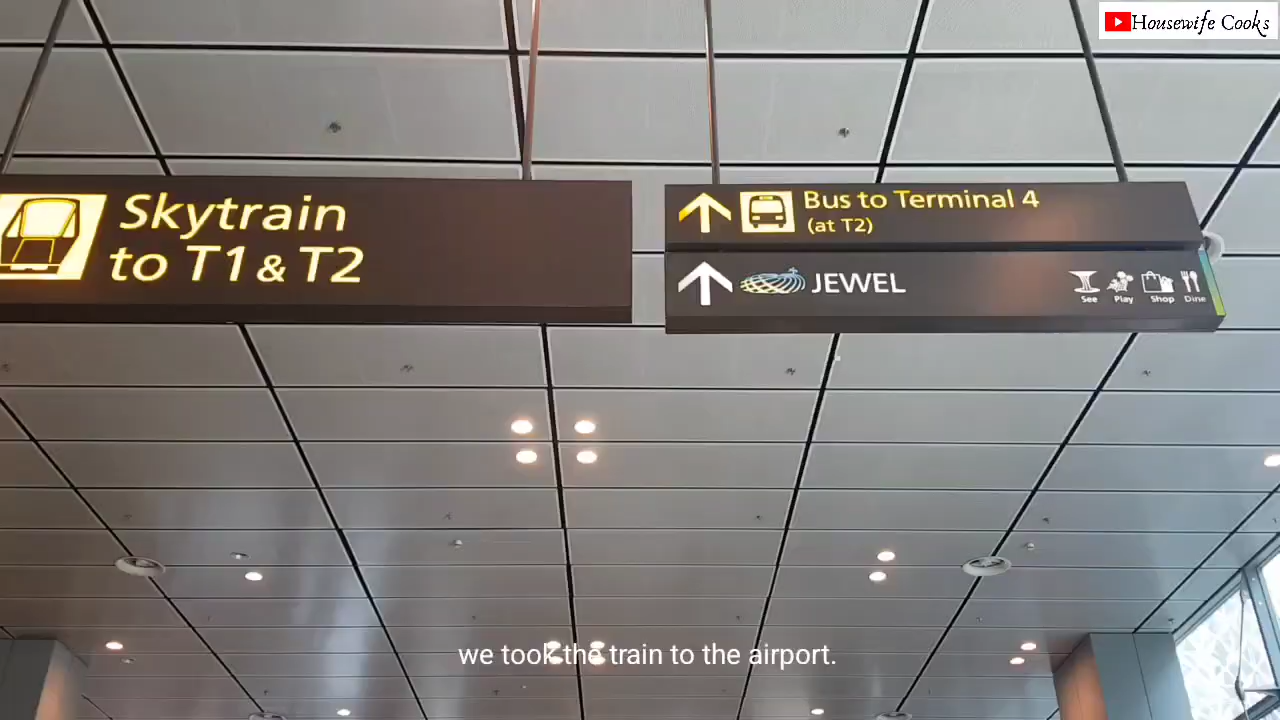 Housewife Cooks
Skytrain
to T1 & T2
Bus to Terminal 4
(at T2)
JEWEL
See Play Shop Dine
we took the train to the airport.